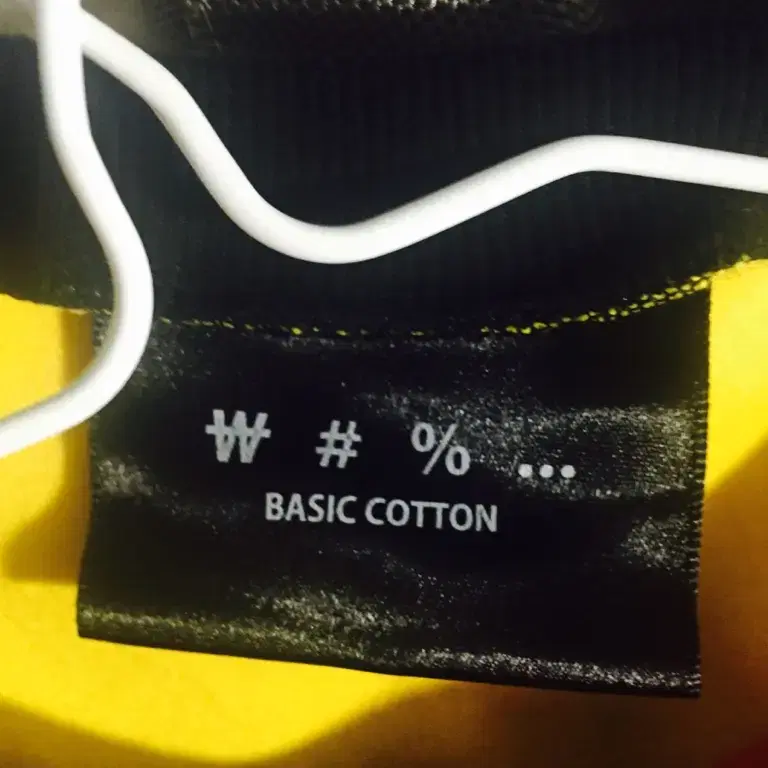 ₩ # % ...
BASIC COTTON